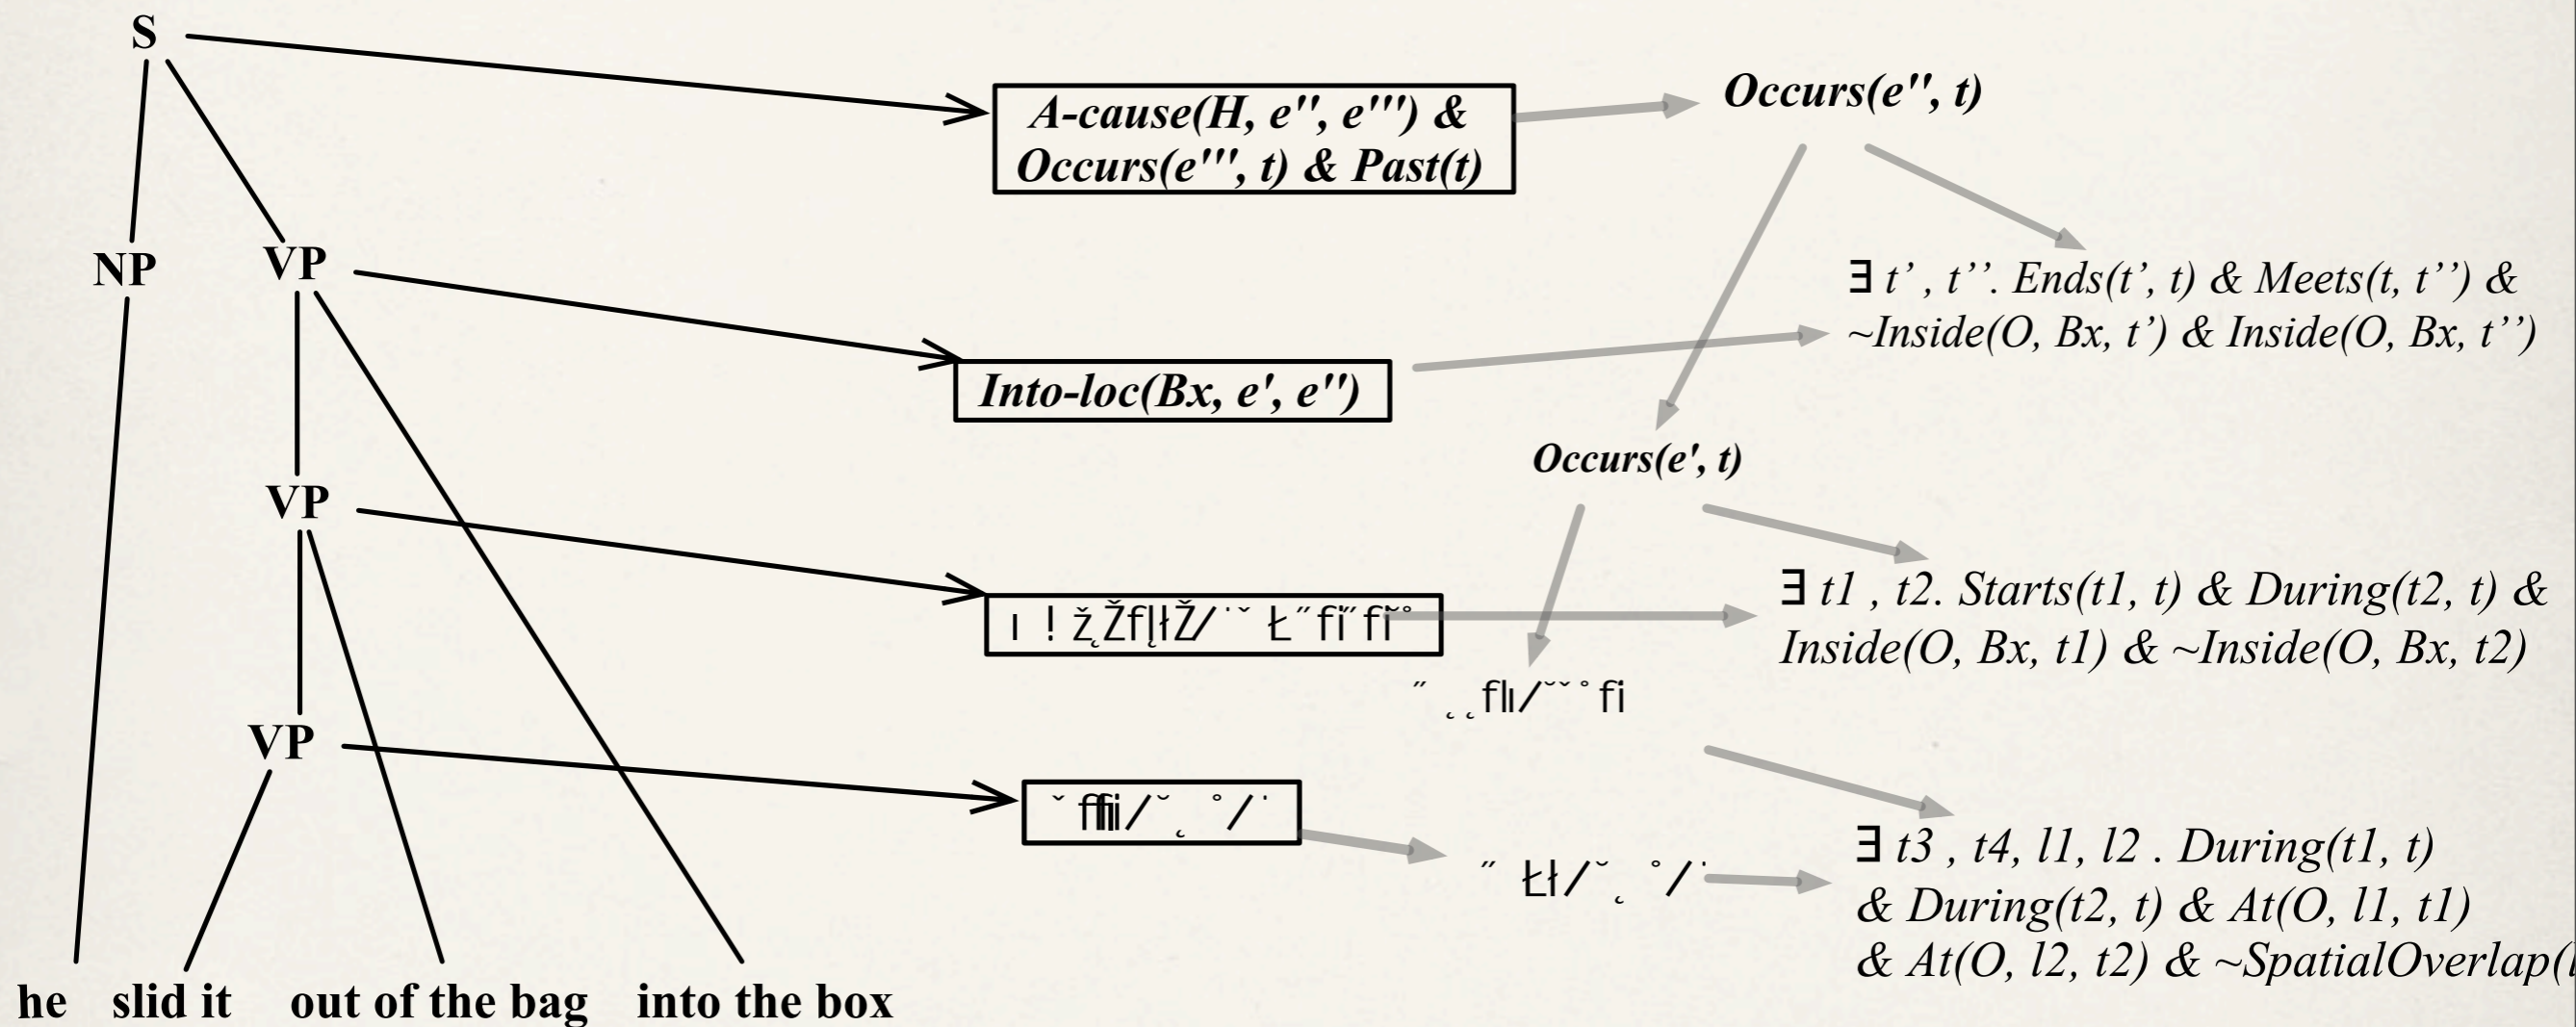 S
A-cause(H, e'', e''') &
Occurs(e''', t) & Past(t)
Occurs(e'', t)
NP
VP
∃ t’ , t’’. Ends(t’, t) & Meets(t, t’’) &
~Inside(O, Bx, t’) & Inside(O, Bx, t’’)
Into-loc(Bx, e', e'')
Occurs(e', t)
VP
∃ t1 , t2. Starts(t1, t) & During(t2, t) &
Inside(O, Bx, t1) & ~Inside(O, Bx, t2)
VP
∃ t3 , t4, l1, l2 . During(t1, t)
& During(t2, t) & At(O, l1, t1)
& At(O, l2, t2) & ~SpatialOverlap(
he slid it out of the bag into the box